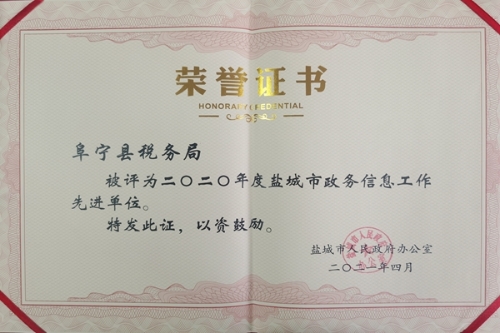 荣誉证书
HONORARY CREDENTIAL
阜宁县税务局
被评为二〇二〇年度盐城市政务信息工作
先进单位。
特发此证，以资鼓励。
盐城市人民政府办公室
二〇二一年四月